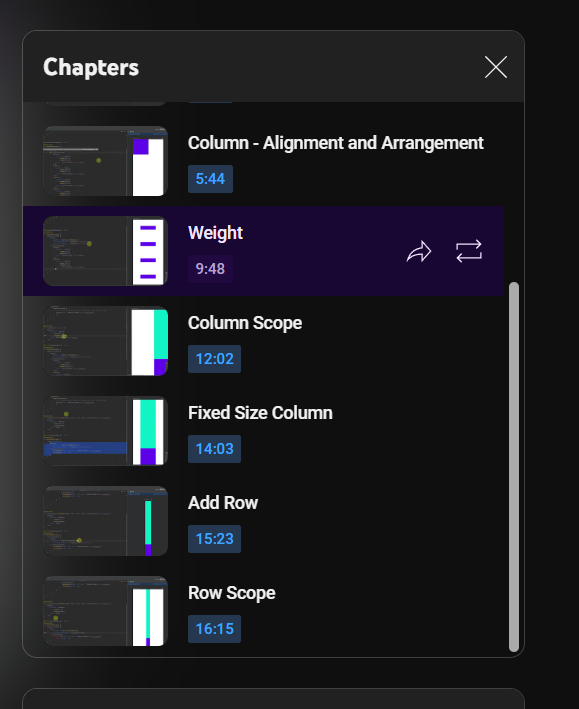 Chapters
Column - Alignment and Arrangement
5:44
Weight
9:48
Column Scope
12:02
Fixed Size Column
14:03
Add Row
15:23
Row Scope
16:15